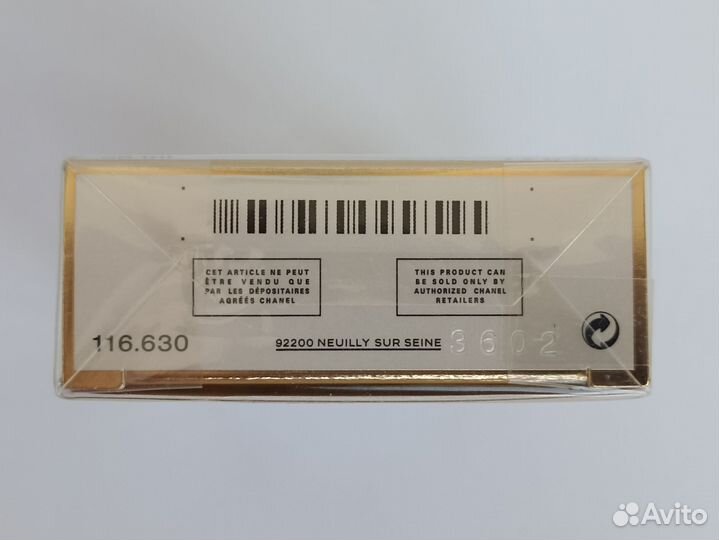 CET ARTICLE NE PEUT
ÊTRE VENDU QUE
PAR LES DÉPOSITAIRES
AGRÉÉS CHANEL
THIS PRODUCT CAN
BE SOLD ONLY BY
AUTHORIZED CHANEL
RETAILERS
116.630
92200 NEUILLY SUR SEINE
3602
Avito